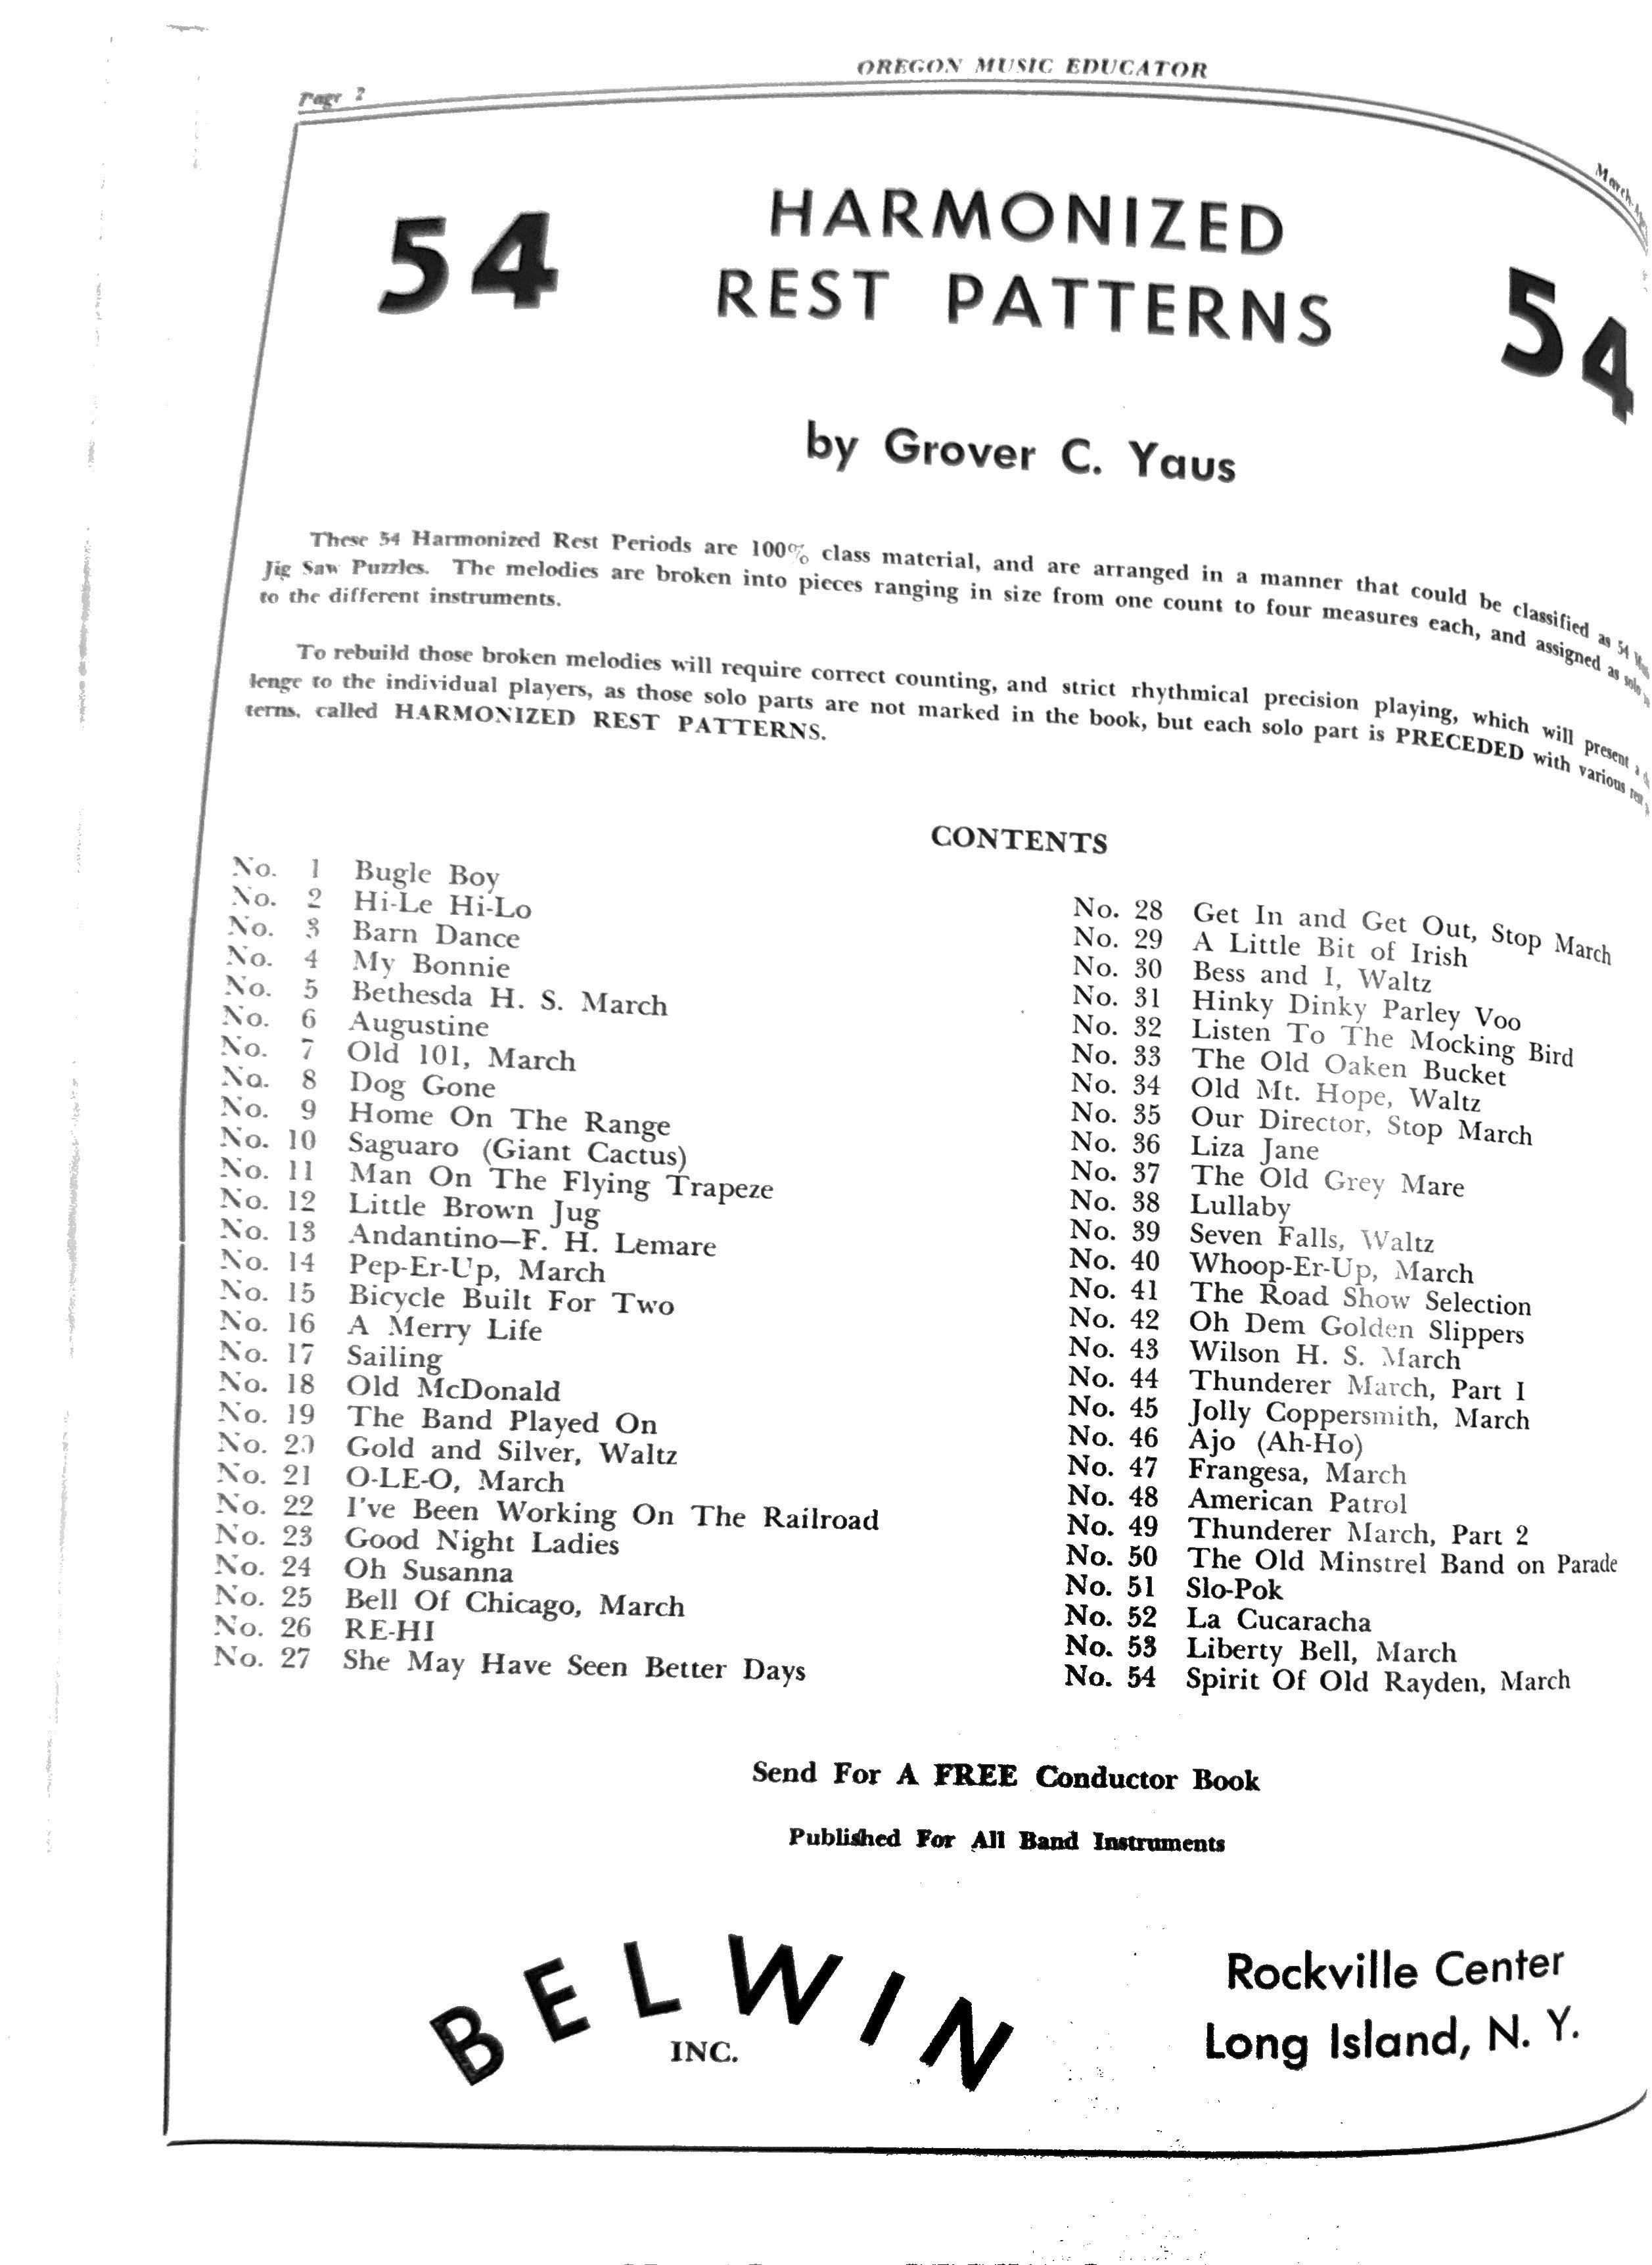 OREGON MUSIC EDUCATOR
Page 2
March-
54
HARMONIZED
REST PATTERNS
54
by Grover C. Yaus
These 54 Harmonized Rest Periods are 100% class material, and are arranged in a manner that could be classified as 54
Jig Saw Puzzles. The melodies are broken into pieces ranging in size from one count to four measures each, and assigned as solo
to the different instruments.
To rebuild those broken melodies will require correct counting, and strict rhythmical precision playing, which will present a
lenge to the individual players, as those solo parts are not marked in the book, but each solo part is PRECEDED with various rest
terns, called HARMONIZED REST PATTERNS.
CONTENTS
No. 1 Bugle Boy
No. 2 Hi-Le Hi-Lo
No. 3 Barn Dance
No. 4 My Bonnie
No. 5 Bethesda H. S. March
No. 6 Augustine
No. 7 Old 101, March
No. 8 Dog Gone
No. 9 Home On The Range
No. 10 Saguaro (Giant Cactus)
No. 11 Man On The Flying Trapeze
No. 12 Little Brown Jug
No. 13 Andantino—F. H. Lemare
No. 14 Pep-Er-Up, March
No. 15 Bicycle Built For Two
No. 16 A Merry Life
No. 17 Sailing
No. 18 Old McDonald
No. 19 The Band Played On
No. 20 Gold and Silver, Waltz
No. 21 O-LE-O, March
No. 22 I've Been Working On The Railroad
No. 23 Good Night Ladies
No. 24 Oh Susanna
No. 25 Bell Of Chicago, March
No. 26 RE-HI
No. 27 She May Have Seen Better Days
No. 28 Get In and Get Out, Stop March
No. 29 A Little Bit of Irish
No. 30 Bess and I, Waltz
No. 31 Hinky Dinky Parley Voo
No. 32 Listen To The Mocking Bird
No. 33 The Old Oaken Bucket
No. 34 Old Mt. Hope, Waltz
No. 35 Our Director, Stop March
No. 36 Liza Jane
No. 37 The Old Grey Mare
No. 38 Lullaby
No. 39 Seven Falls, Waltz
No. 40 Whoop-Er-Up, March
No. 41 The Road Show Selection
No. 42 Oh Dem Golden Slippers
No. 43 Wilson H. S. March
No. 44 Thunderer March, Part I
No. 45 Jolly Coppersmith, March
No. 46 Ajo (Ah-Ho)
No. 47 Frangesa, March
No. 48 American Patrol
No. 49 Thunderer March, Part 2
No. 50 The Old Minstrel Band on Parade
No. 51 Slo-Pok
No. 52 La Cucaracha
No. 53 Liberty Bell, March
No. 54 Spirit Of Old Rayden, March
Send For A FREE Conductor Book
Published For All Band Instruments
BELWIN
INC.
Rockville Center
Long Island, N. Y.